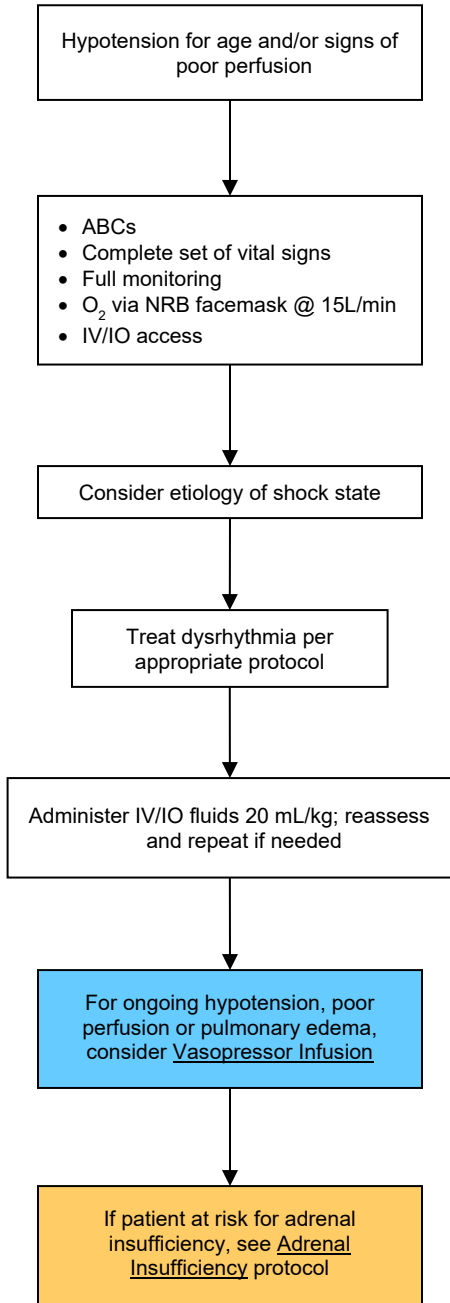 Hypotension for age and/or signs of
poor perfusion
• ABCs
• Complete set of vital signs
• Full monitoring
• O₂ via NRB facemask @ 15L/min
• IV/IO access
Consider etiology of shock state
Treat dysrhythmia per
appropriate protocol
Administer IV/IO fluids 20 mL/kg; reassess
and repeat if needed
For ongoing hypotension, poor
perfusion or pulmonary edema,
consider Vasopressor Infusion
If patient at risk for adrenal
insufficiency, see Adrenal
Insufficiency protocol